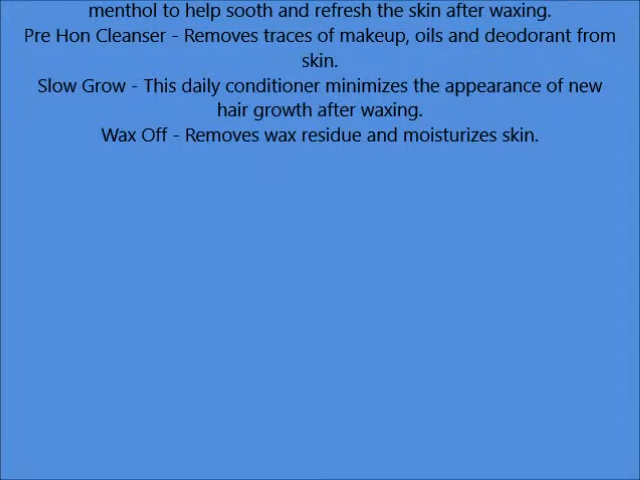 menthol to help sooth and refresh the skin after waxing.
Pre Hon Cleanser - Removes traces of makeup, oils and deodorant from
skin.
Slow Grow - This daily conditioner minimizes the appearance of new
hair growth after waxing.
Wax Off - Removes wax residue and moisturizes skin.